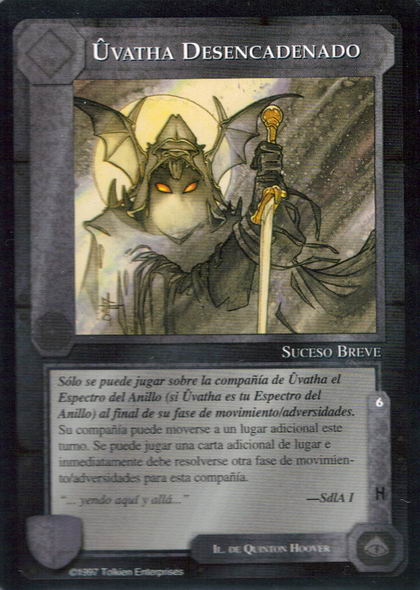 Ûvatha Desencadenado
Suceso Breve
Sólo se puede jugar sobre la compañía de Ûvatha el
Espectro del Anillo (si Ûvatha es tu Espectro del
Anillo) al final de su fase de movimiento/adversidades.
Su compañía puede moverse a un lugar adicional este
turno. Se puede jugar una carta adicional de lugar e
inmediatamente debe resolverse otra fase de movimien-
to/adversidades para esta compañía.
"... yendo aquí y allá..." —SdlA I
6
H
Il. de Quinton Hoover
©1997 Tolkien Enterprises